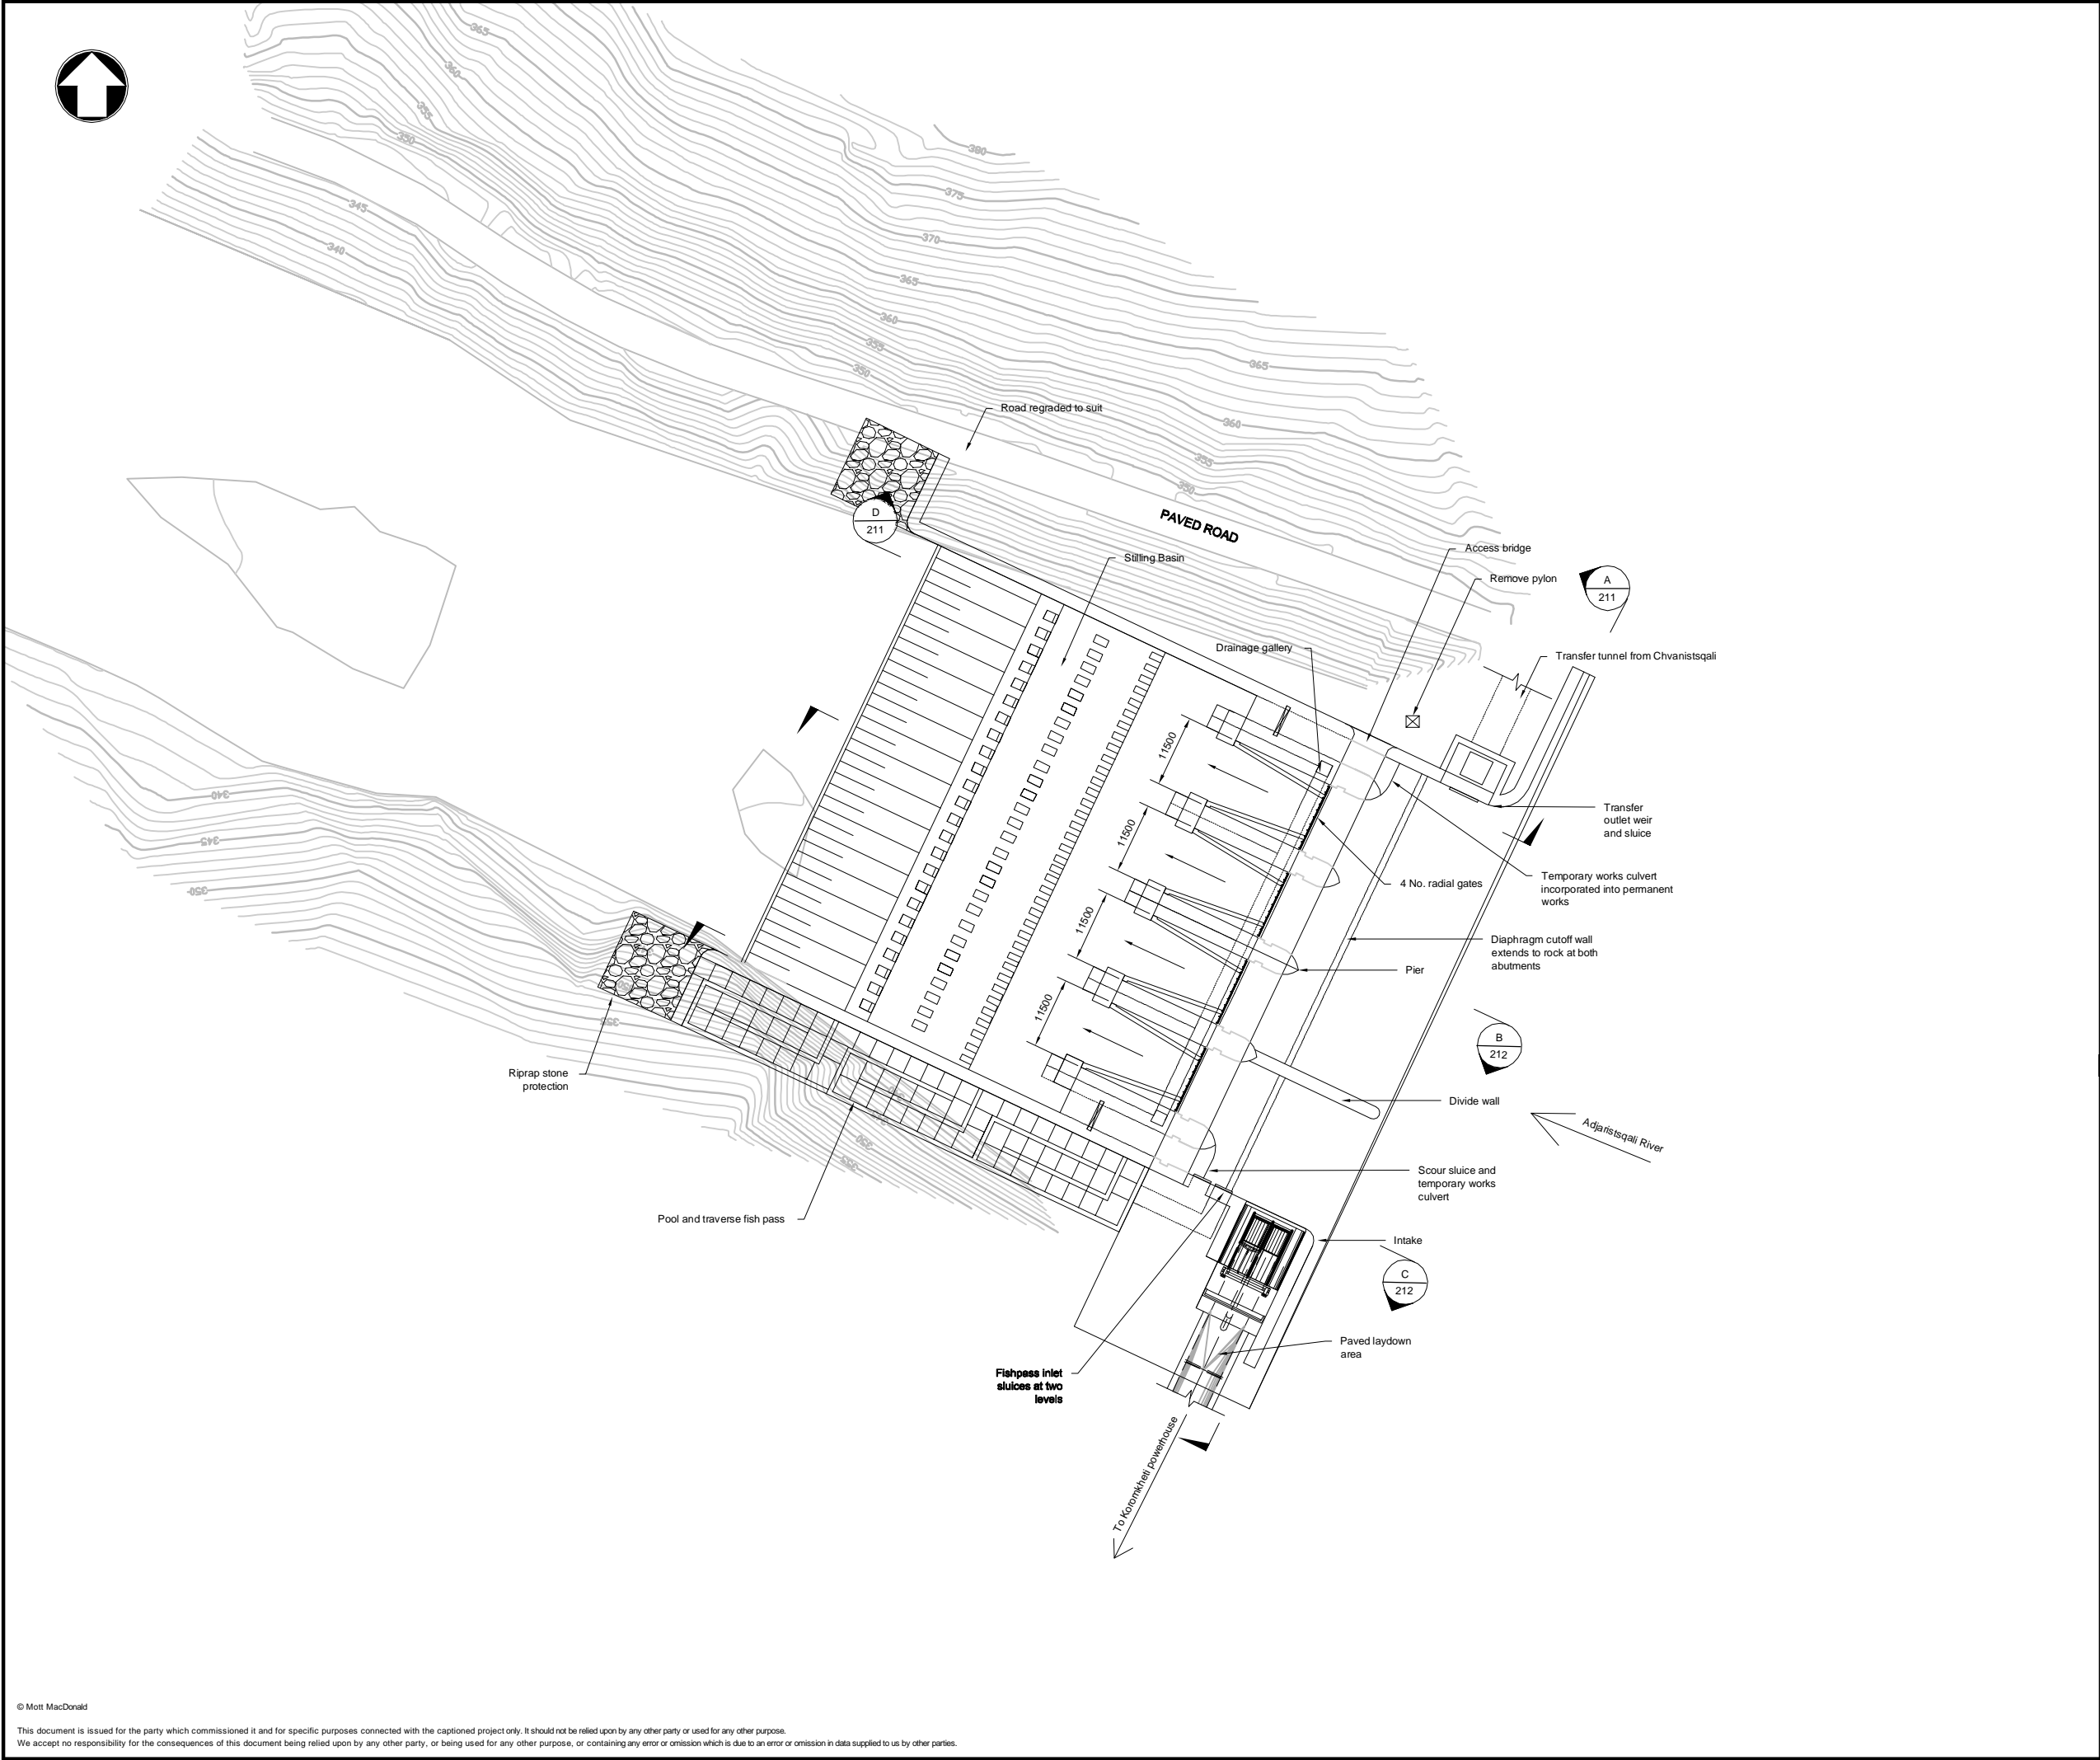 365
360
355
350
345
340
380
375
370
365
360
355
350
365
360
355
350
Road regraded to suit
PAVED ROAD
D
211
Stilling Basin
Access bridge
Remove pylon
A
211
Drainage gallery
Transfer tunnel from Chvanistsqali
11500
11500
11500
11500
Transfer
outlet weir
and sluice
4 No. radial gates
Temporary works culvert
incorporated into permanent
works
Diaphragm cutoff wall
extends to rock at both
abutments
Pier
B
212
Divide wall
Adjaristsqali River
340
345
350
355
350
355
Riprap stone
protection
Pool and traverse fish pass
Scour sluice and
temporary works
culvert
Intake
C
212
Paved laydown
area
Fishpass inlet
sluices at two
levels
To Koromkheti powerhouse
© Mott MacDonald
This document is issued for the party which commissioned it and for specific purposes connected with the captioned project only. It should not be relied upon by any other party or used for any other purpose.
We accept no responsibility for the consequences of this document being relied upon by any other party, or being used for any other purpose, or containing any error or omission which is due to an error or omission in data supplied to us by other parties.